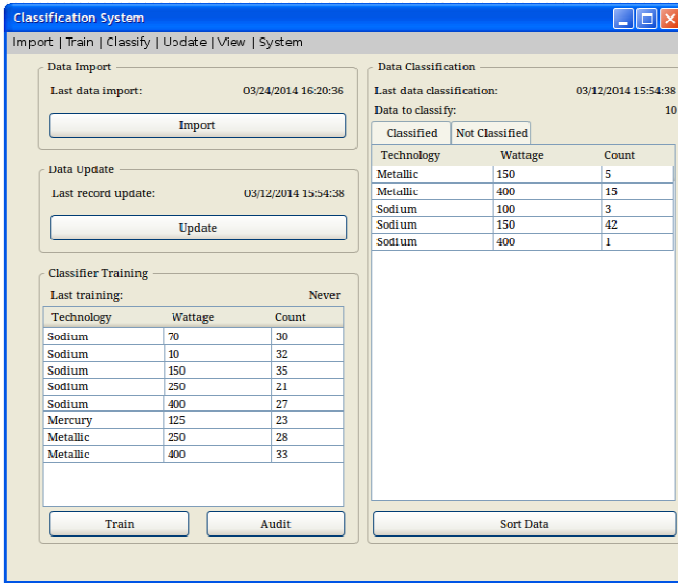 Classification System
Import | Train | Classify | Update | View | System
Data Import
Last data import: 03/24/2014 16:20:36
Import
Data Update
Last record update: 03/12/2014 15:54:38
Update
Classifier Training
Last training: Never
Technology Wattage Count
Sodium 70 30
Sodium 10 32
Sodium 150 35
Sodium 250 21
Sodium 400 27
Mercury 125 23
Metallic 250 28
Metallic 400 33
Train Audit
Data Classification
Last data classification: 03/12/2014 15:54:38
Data to classify: 10
Classified Not Classified
Technology Wattage Count
Metallic 150 5
Metallic 400 15
Sodium 100 3
Sodium 150 42
Sodium 400 1
Sort Data